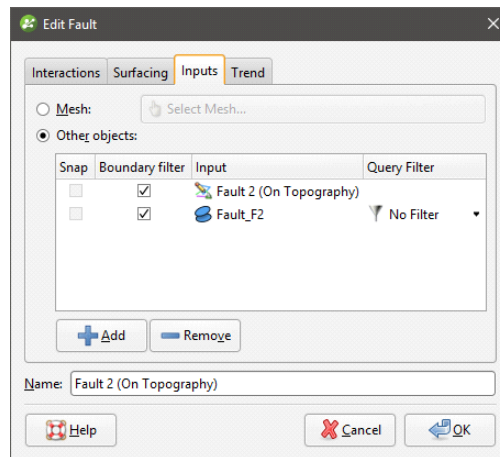 Edit Fault
Interactions Surfacing Inputs Trend
Mesh: Select Mesh...
Other objects:
Snap Boundary filter Input Query Filter
Fault 2 (On Topography)
Fault_F2 No Filter
Add Remove
Name: Fault 2 (On Topography)
Help Cancel OK